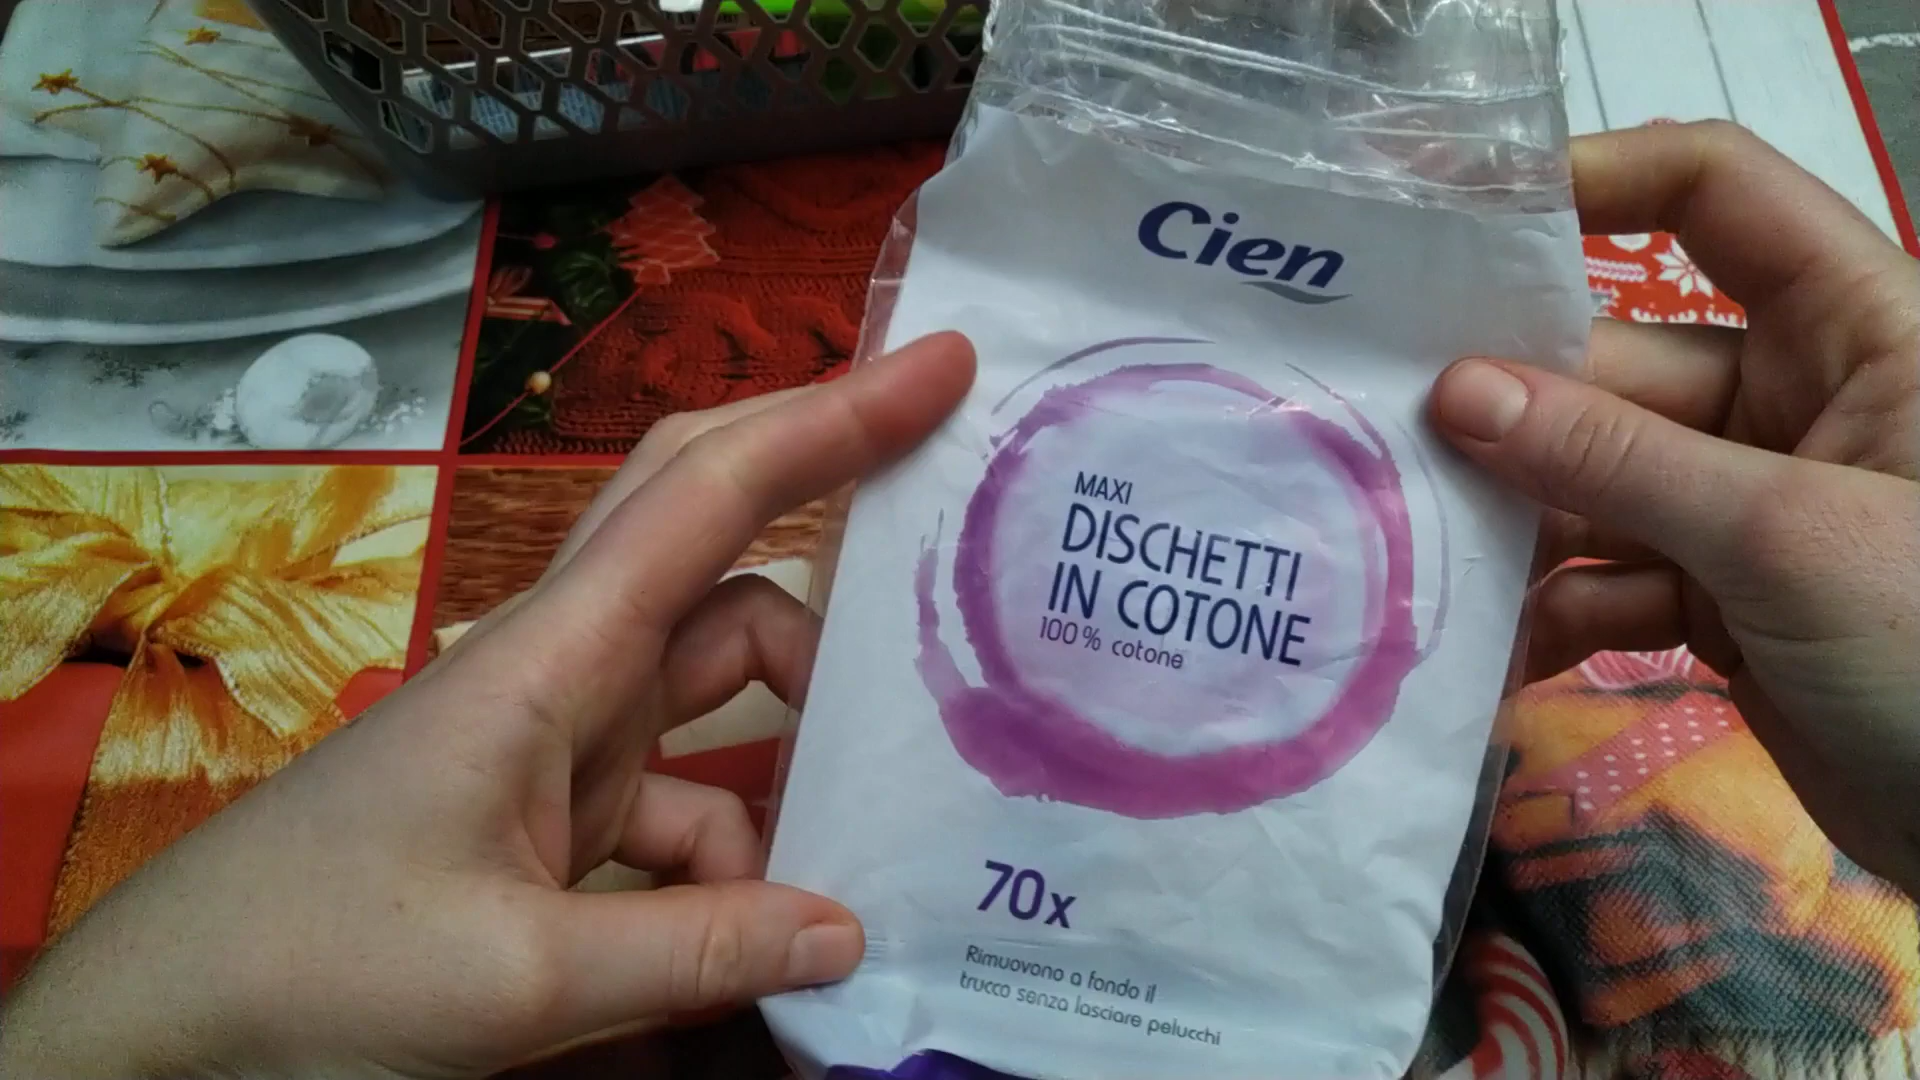 Cien
MAXI
DISCHETTI
IN COTONE
100% cotone
70x
Rimuovono a fondo il
trucco senza lasciare pelucchi